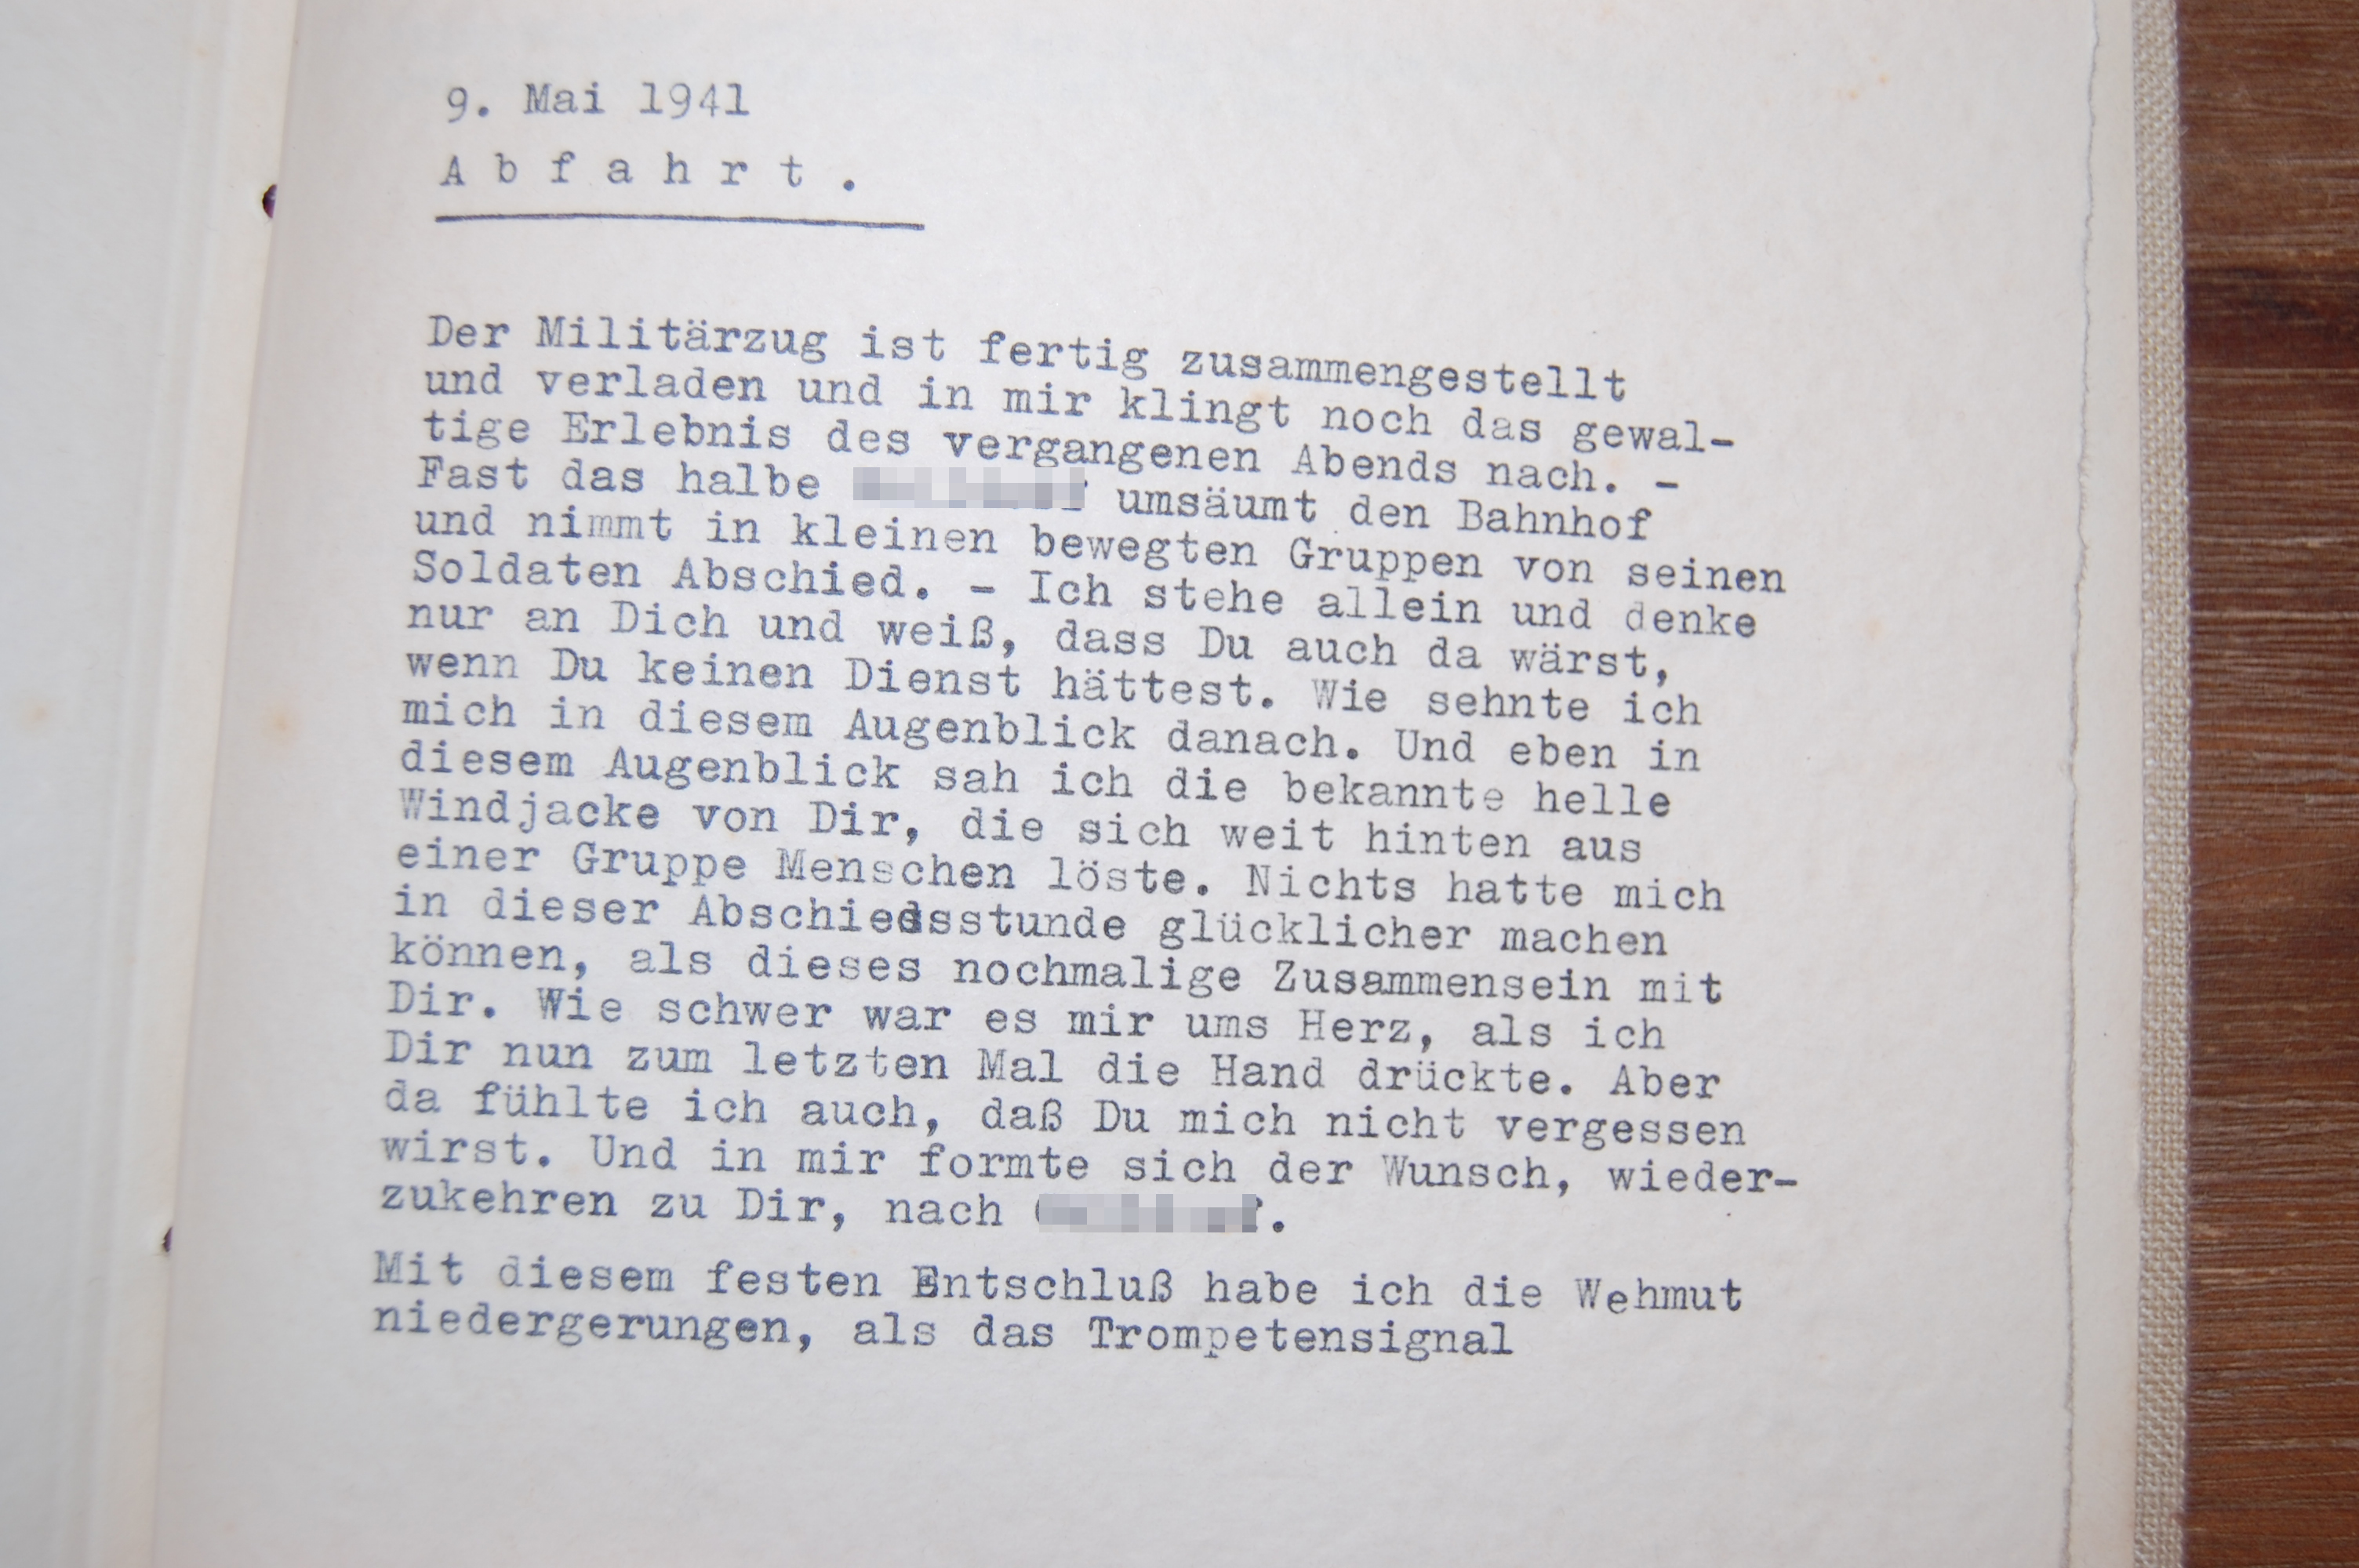 9. Mai 1941
A b f a h r t .
Der Militärzug ist fertig zusammengestellt
und verladen und in mir klingt noch das gewal-
tige Erlebnis des vergangenen Abends nach. -
Fast das halbe umsäumt den Bahnhof
und nimmt in kleinen bewegten Gruppen von seinen
Soldaten Abschied. - Ich stehe allein und denke
nur an Dich und weiß, dass Du auch da wärst,
wenn Du keinen Dienst hättest. Wie sehnte ich
mich in diesem Augenblick danach. Und eben in
diesem Augenblick sah ich die bekannte helle
Windjacke von Dir, die sich weit hinten aus
einer Gruppe Menschen löste. Nichts hatte mich
in dieser Abschiedsstunde glücklicher machen
können, als dieses nochmalige Zusammensein mit
Dir. Wie schwer war es mir ums Herz, als ich
Dir nun zum letzten Mal die Hand drückte. Aber
da fühlte ich auch, daß Du mich nicht vergessen
wirst. Und in mir formte sich der Wunsch, wieder-
zukehren zu Dir, nach .
Mit diesem festen Entschluß habe ich die Wehmut
niedergerungen, als das Trompetensignal